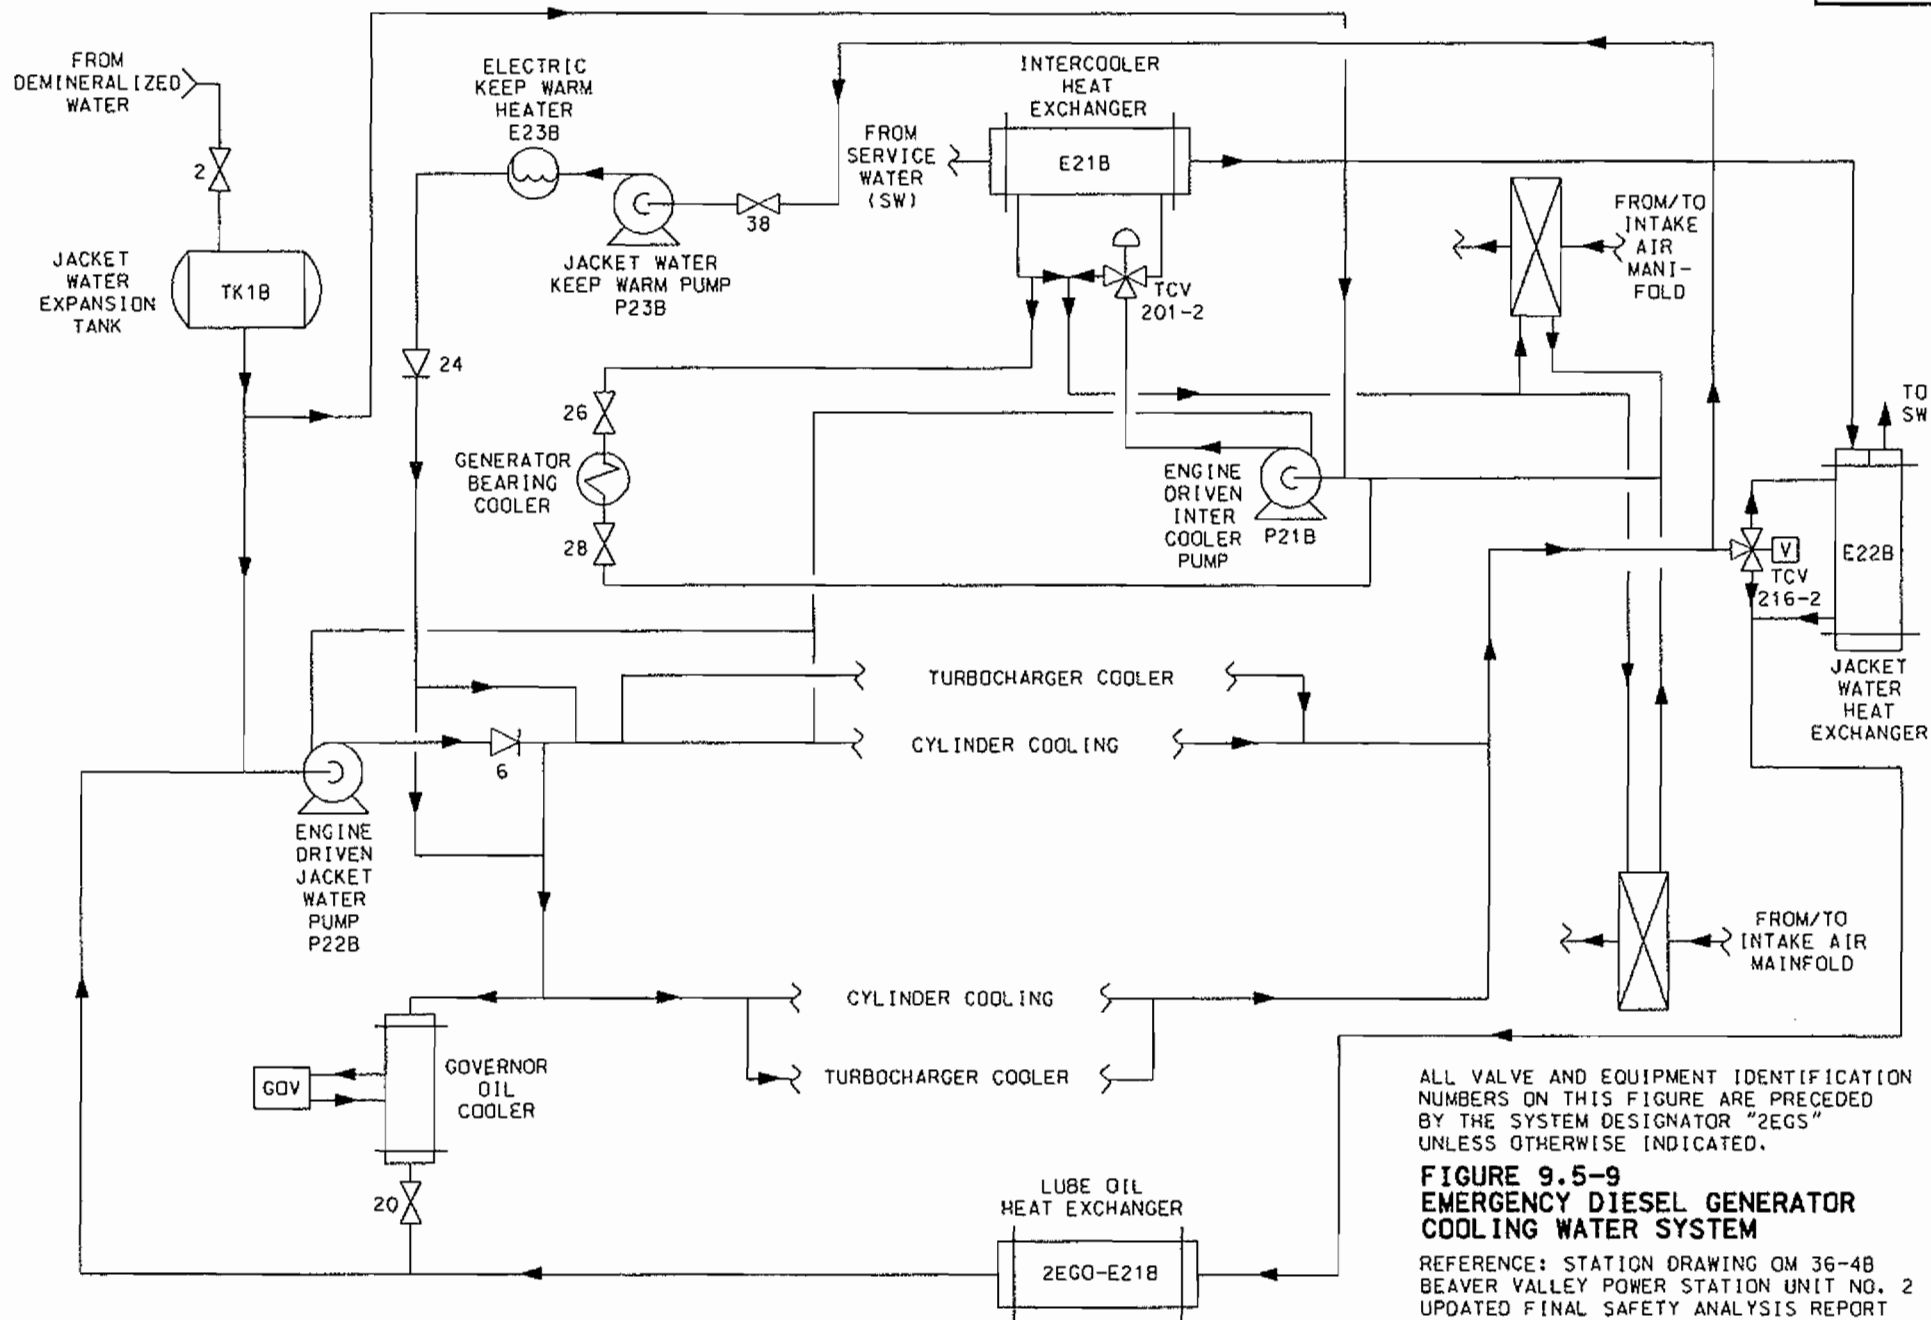 FROM
DEMINERALIZED
WATER
2
JACKET
WATER
EXPANSION
TANK
TK1B
ELECTRIC
KEEP WARM
HEATER
E23B
38
JACKET WATER
KEEP WARM PUMP
P23B
24
FROM
SERVICE
WATER
(SW)
INTERCOOLER
HEAT
EXCHANGER
E21B
TCV
201-2
FROM/TO
INTAKE
AIR
MANI-
FOLD
TO
SW
26
GENERATOR
BEARING
COOLER
28
ENGINE
DRIVEN
INTER
COOLER
PUMP
P21B
V
TCV
216-2
E22B
JACKET
WATER
HEAT
EXCHANGER
TURBOCHARGER COOLER
CYLINDER COOLING
6
ENGINE
DRIVEN
JACKET
WATER
PUMP
P22B
FROM/TO
INTAKE AIR
MAINFOLD
CYLINDER COOLING
TURBOCHARGER COOLER
GOV
GOVERNOR
OIL
COOLER
20
LUBE OIL
HEAT EXCHANGER
2EGO-E21B
ALL VALVE AND EQUIPMENT IDENTIFICATION
NUMBERS ON THIS FIGURE ARE PRECEDED
BY THE SYSTEM DESIGNATOR "2EGS"
UNLESS OTHERWISE INDICATED.
FIGURE 9.5-9
EMERGENCY DIESEL GENERATOR
COOLING WATER SYSTEM
REFERENCE: STATION DRAWING OM 36-4B
BEAVER VALLEY POWER STATION UNIT NO. 2
UPDATED FINAL SAFETY ANALYSIS REPORT